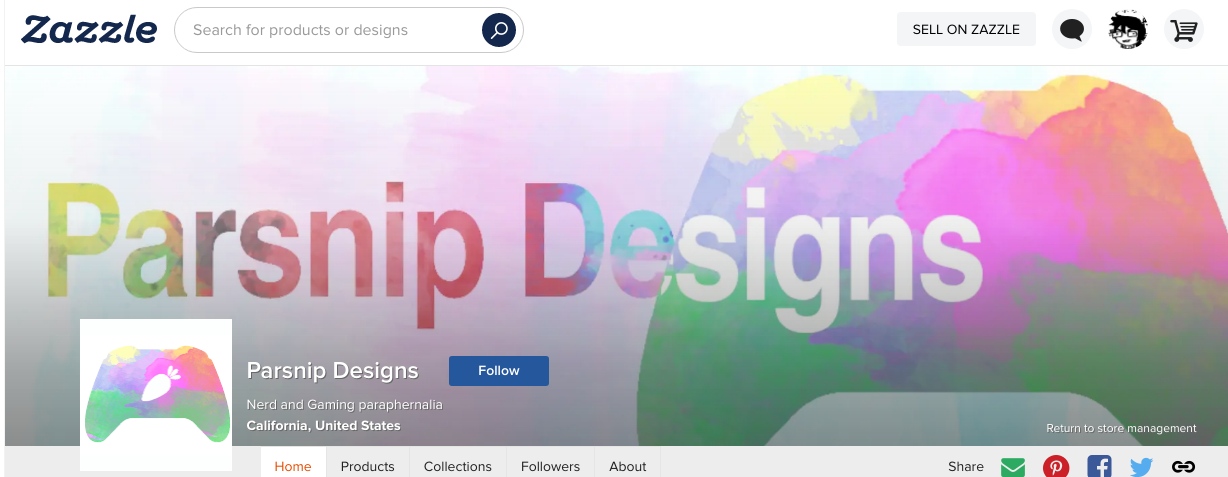 Zazzle
Search for products or designs
SELL ON ZAZZLE
Parsnip Designs
Parsnip Designs
Follow
Nerd and Gaming paraphernalia
California, United States
Return to store management
Home
Products
Collections
Followers
About
Share